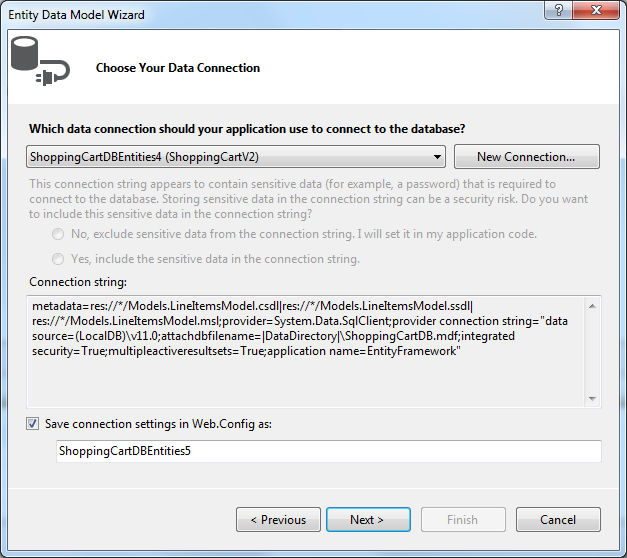 Entity Data Model Wizard
?
Choose Your Data Connection
Which data connection should your application use to connect to the database?
ShoppingCartDBEntities4 (ShoppingCartV2)
New Connection...
This connection string appears to contain sensitive data (for example, a password) that is required
to connect to the database. Storing sensitive data in the connection string can be a security risk. Do you want
to include this sensitive data in the connection string?
No, exclude sensitive data from the connection string. I will set it in my application code.
Yes, include the sensitive data in the connection string.
Connection string:
metadata=res://*/Models.LineItemsModel.csdl|res://*/Models.LineItemsModel.ssdl|
res://*/Models.LineItemsModel.msl;provider=System.Data.SqlClient;provider connection string="data
source=(LocalDB)\v11.0;attachdbfilename=|DataDirectory|\ShoppingCartDB.mdf;integrated
security=True;multipleactiveresultsets=True;application name=EntityFramework"
Save connection settings in Web.Config as:
ShoppingCartDBEntities5
< Previous
Next >
Finish
Cancel